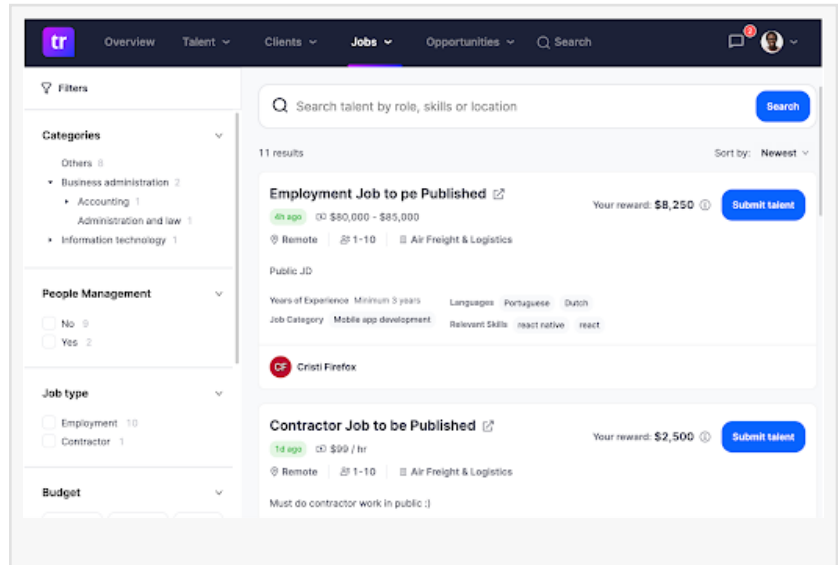 tr Overview Talent Clients Jobs Opportunities Search 2
Filters
Categories
Others 8
Business administration 2
Accounting 1
Administration and law 1
Information technology 1
People Management
No 9
Yes 2
Job type
Employment 10
Contractor 1
Budget
Search talent by role, skills or location Search
11 results Sort by: Newest
Employment Job to pe Published Your reward: $8,250 Submit talent
4h ago $80,000 - $85,000
Remote 1-10 Air Freight & Logistics
Public JD
Years of Experience Minimum 3 years Languages Portuguese Dutch
Job Category Mobile app development Relevant Skills react native react
CF Cristi Firefox
Contractor Job to be Published Your reward: $2,500 Submit talent
1d ago $99 / hr
Remote 1-10 Air Freight & Logistics
Must do contractor work in public :)